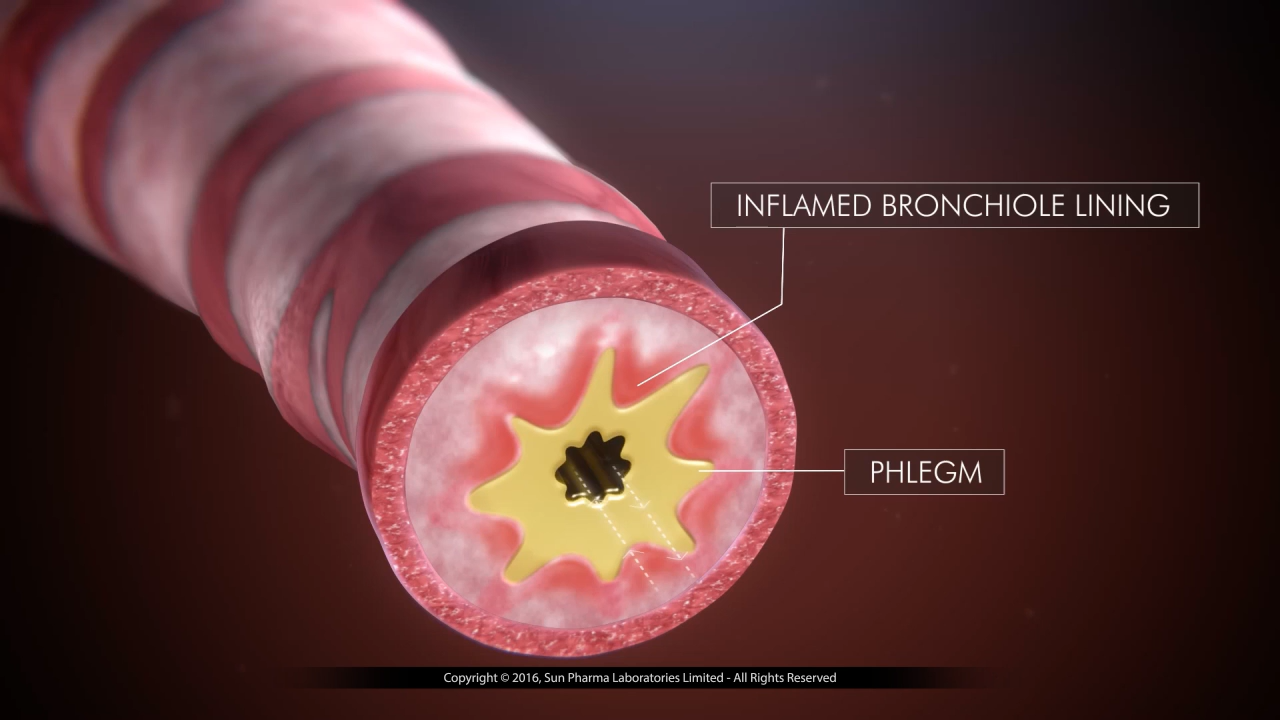 INFLAMED BRONCHIOLE LINING
PHLEGM
Copyright © 2016, Sun Pharma Laboratories Limited - All Rights Reserved